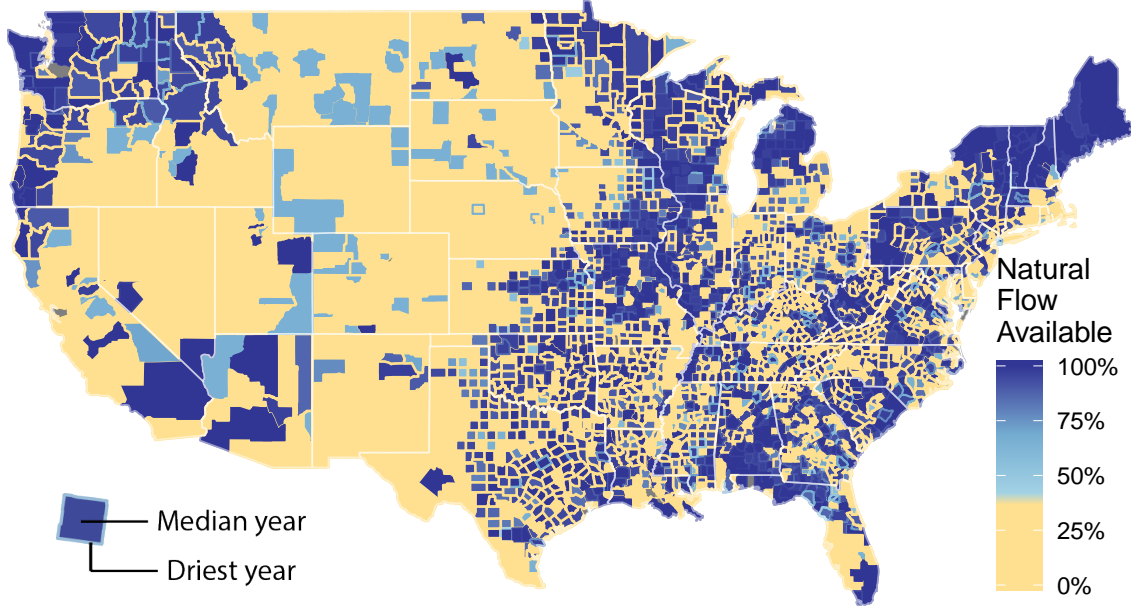 Natural
Flow
Available
100%
75%
50%
25%
0%
Median year
Driest year